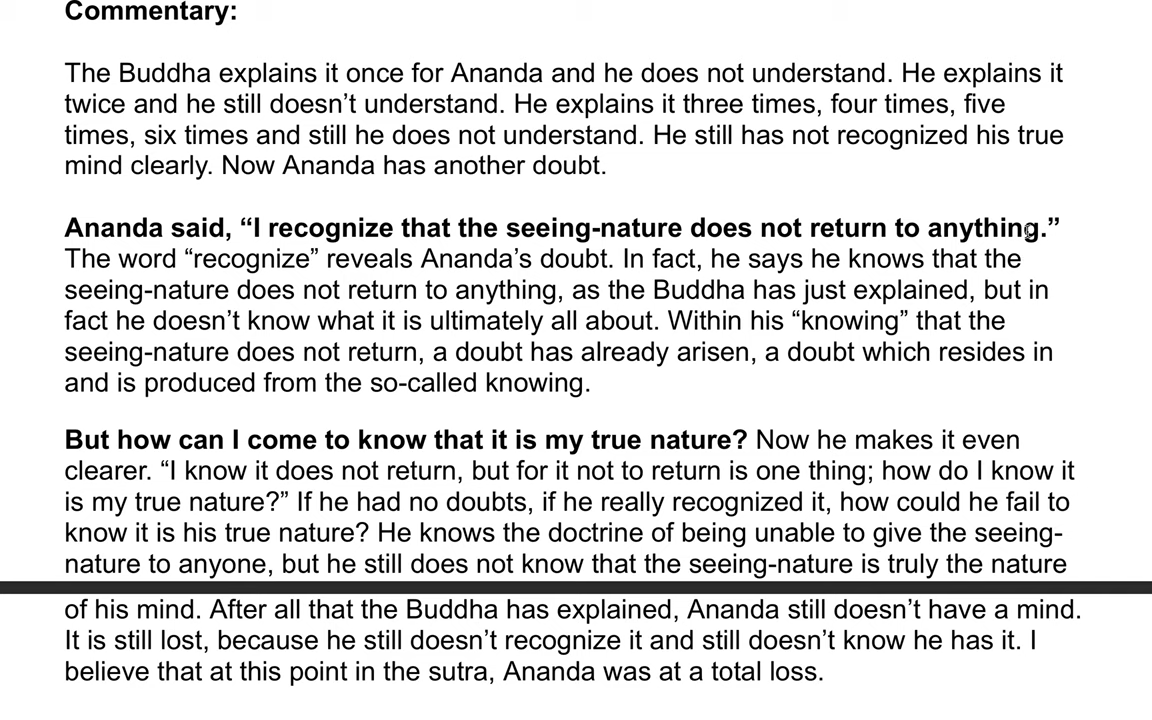 Commentary:
The Buddha explains it once for Ananda and he does not understand. He explains it
twice and he still doesn’t understand. He explains it three times, four times, five
times, six times and still he does not understand. He still has not recognized his true
mind clearly. Now Ananda has another doubt.
Ananda said, “I recognize that the seeing-nature does not return to anything.”
The word “recognize” reveals Ananda’s doubt. In fact, he says he knows that the
seeing-nature does not return to anything, as the Buddha has just explained, but in
fact he doesn’t know what it is ultimately all about. Within his “knowing” that the
seeing-nature does not return, a doubt has already arisen, a doubt which resides in
and is produced from the so-called knowing.
But how can I come to know that it is my true nature? Now he makes it even
clearer. “I know it does not return, but for it not to return is one thing; how do I know it
is my true nature?” If he had no doubts, if he really recognized it, how could he fail to
know it is his true nature? He knows the doctrine of being unable to give the seeing-
nature to anyone, but he still does not know that the seeing-nature is truly the nature
of his mind. After all that the Buddha has explained, Ananda still doesn’t have a mind.
It is still lost, because he still doesn’t recognize it and still doesn’t know he has it. I
believe that at this point in the sutra, Ananda was at a total loss.